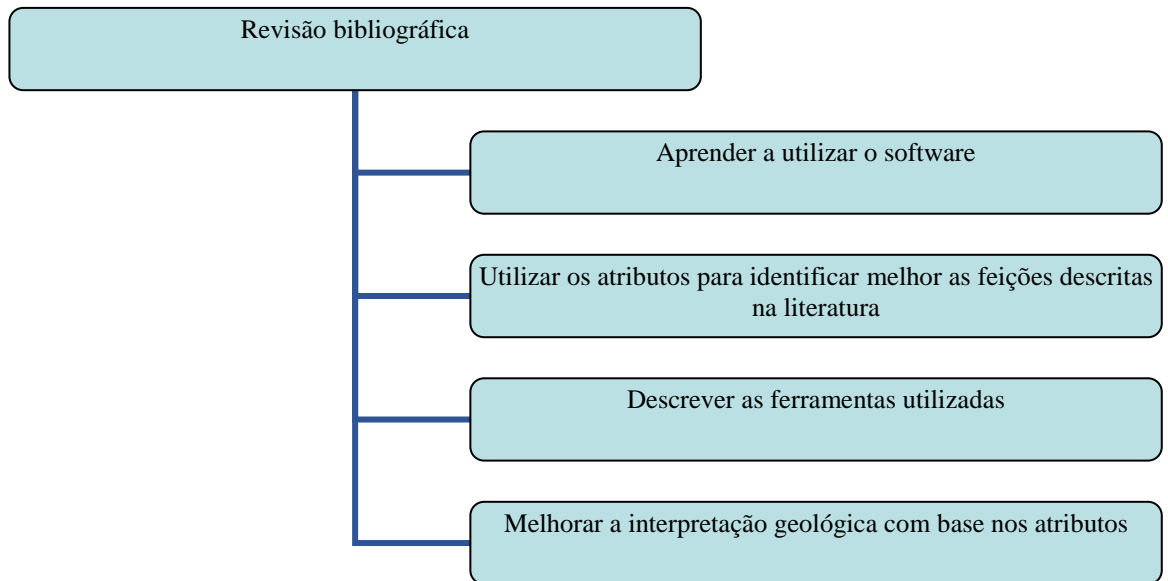 Revisão bibliográfica
Aprender a utilizar o software
Utilizar os atributos para identificar melhor as feições descritas
na literatura
Descrever as ferramentas utilizadas
Melhorar a interpretação geológica com base nos atributos